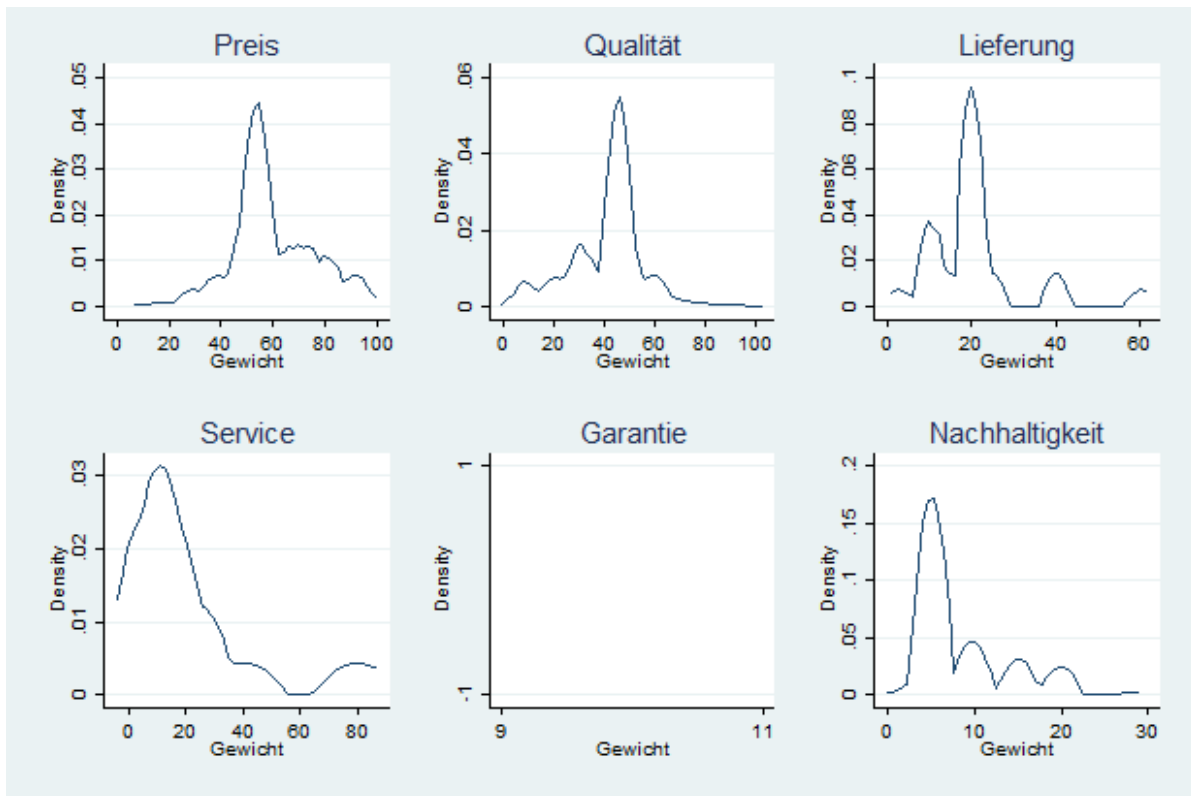 Preis
.05
.04
.03
.02
.01
0
Density
0 20 40 60 80 100
Gewicht
Qualität
.06
.04
.02
0
Density
0 20 40 60 80 100
Gewicht
Lieferung
.1
.08
.06
.04
.02
0
Density
0 20 40 60
Gewicht
Service
.03
.02
.01
0
Density
0 20 40 60 80
Gewicht
Garantie
1
-1
Density
9 11
Gewicht
Nachhaltigkeit
.2
.15
.1
.05
0
Density
0 10 20 30
Gewicht